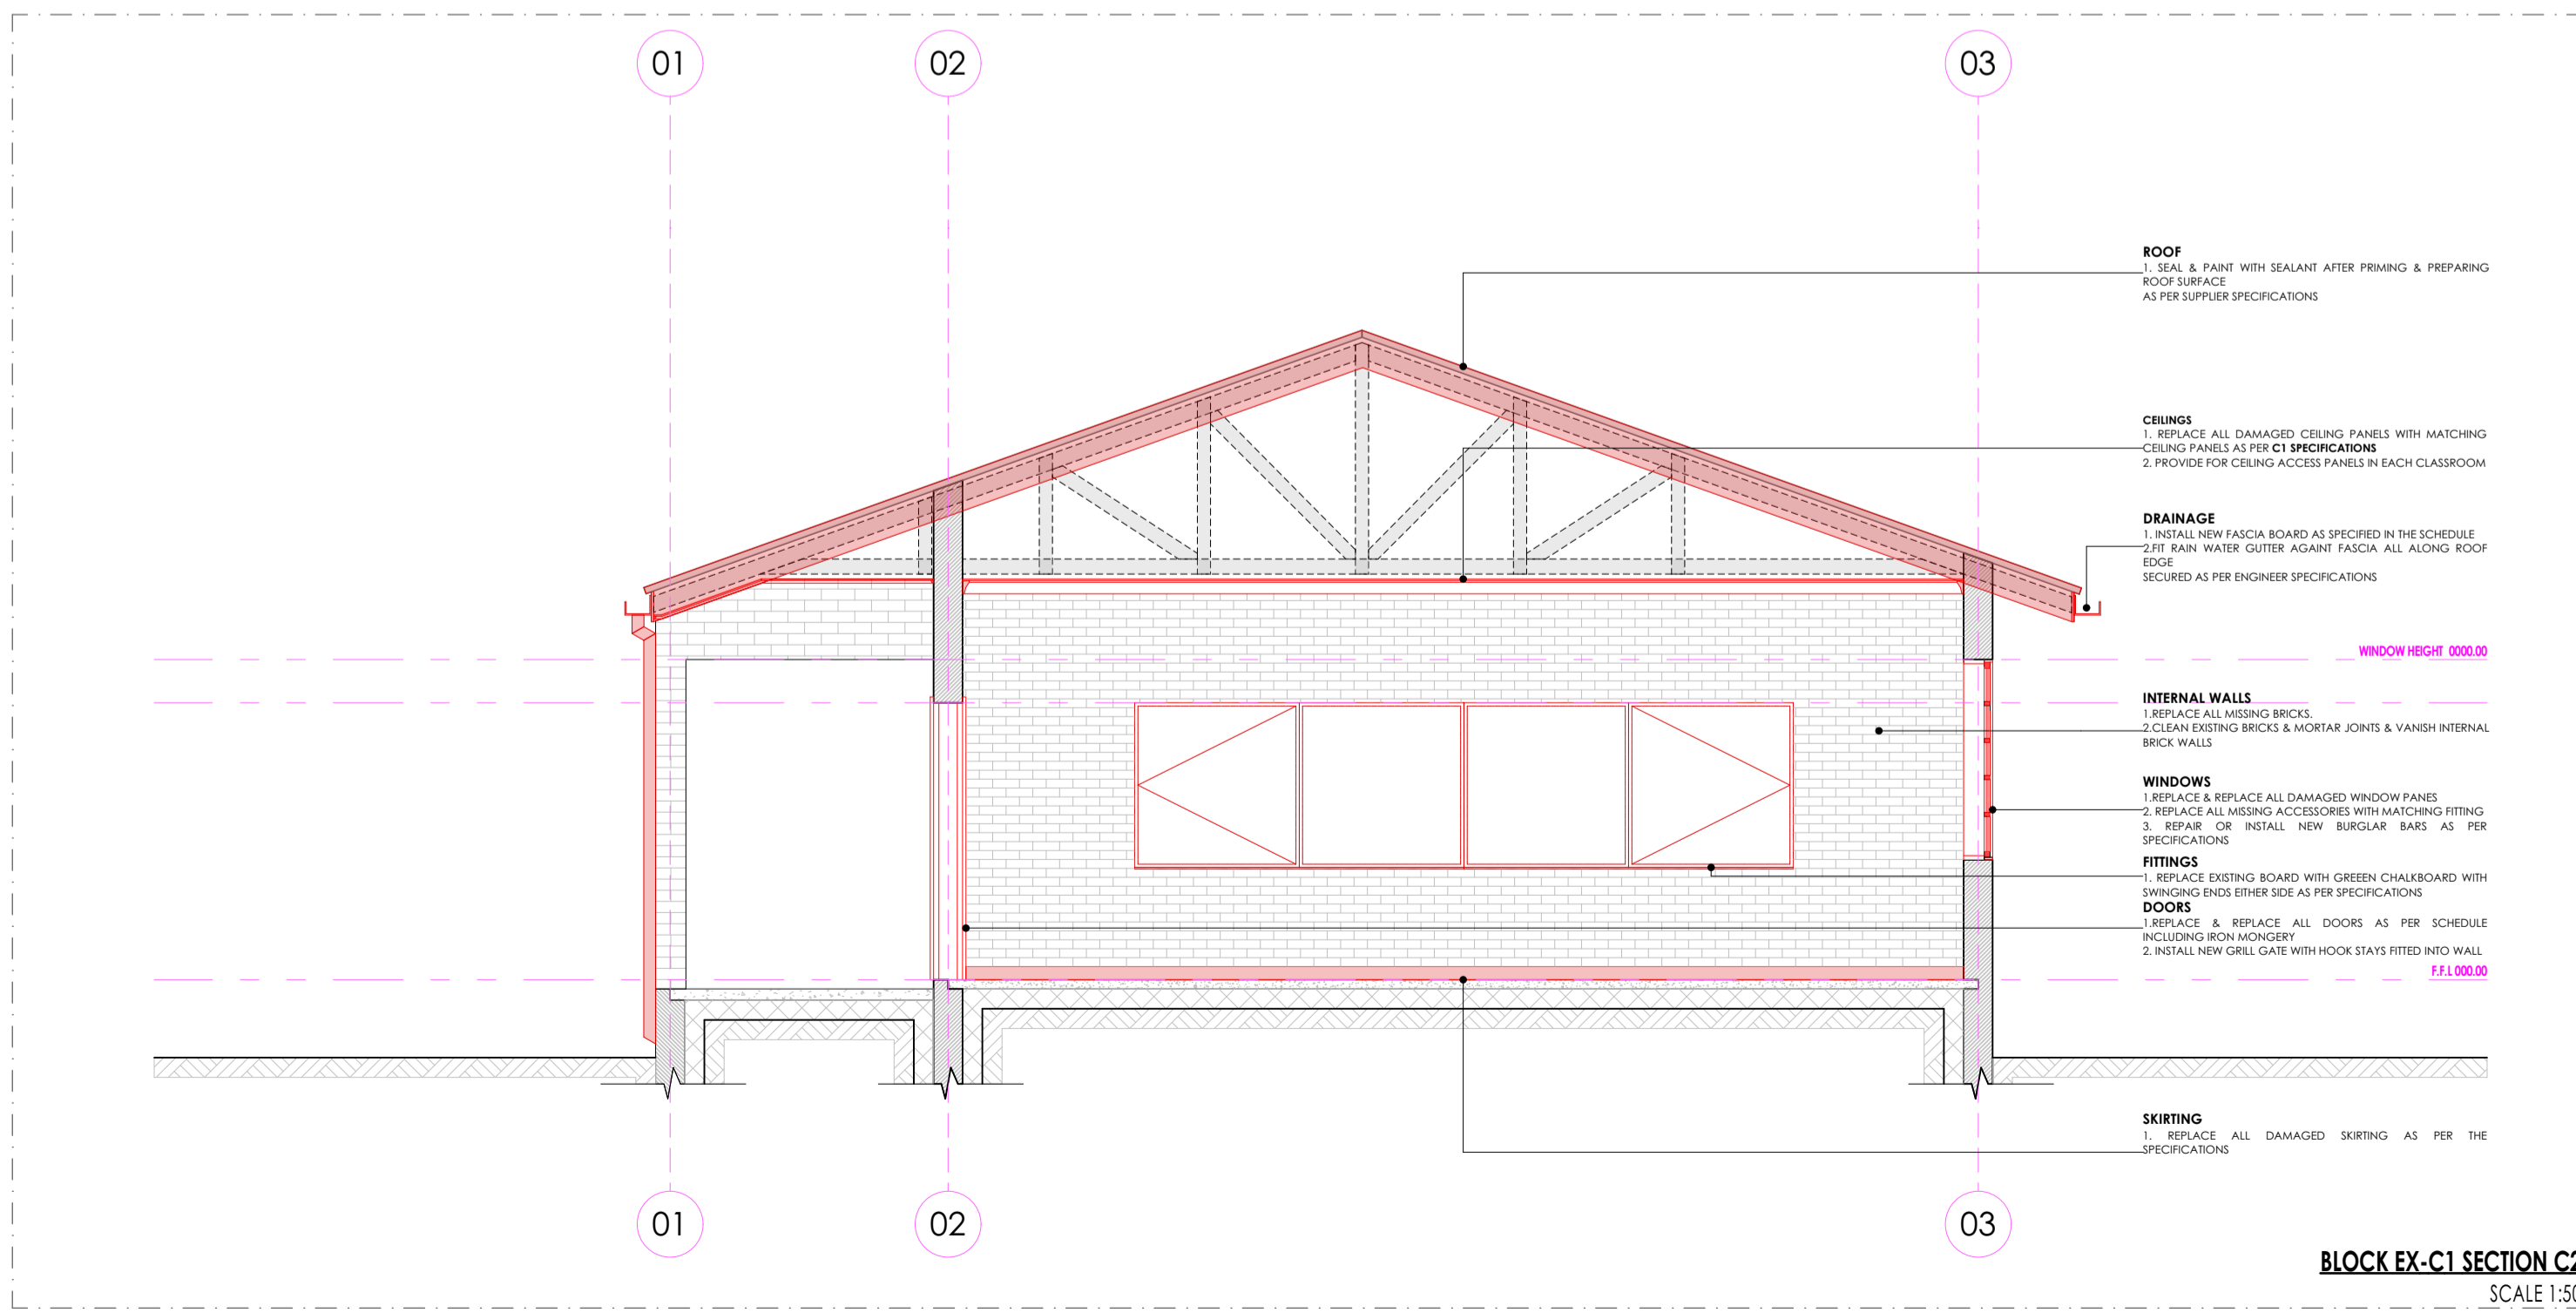 01
02
03
ROOF
1. SEAL & PAINT WITH SEALANT AFTER PRIMING & PREPARING
ROOF SURFACE
AS PER SUPPLIER SPECIFICATIONS
CEILINGS
1. REPLACE ALL DAMAGED CEILING PANELS WITH MATCHING
CEILING PANELS AS PER C1 SPECIFICATIONS
2. PROVIDE FOR CEILING ACCESS PANELS IN EACH CLASSROOM
DRAINAGE
1. INSTALL NEW FASCIA BOARD AS SPECIFIED IN THE SCHEDULE
2.FIT RAIN WATER GUTTER AGAINT FASCIA ALL ALONG ROOF
EDGE
SECURED AS PER ENGINEER SPECIFICATIONS
WINDOW HEIGHT 0000.00
INTERNAL WALLS
1.REPLACE ALL MISSING BRICKS.
2.CLEAN EXISTING BRICKS & MORTAR JOINTS & VANISH INTERNAL
BRICK WALLS
WINDOWS
1.REPLACE & REPLACE ALL DAMAGED WINDOW PANES
2. REPLACE ALL MISSING ACCESSORIES WITH MATCHING FITTING
3. REPAIR OR INSTALL NEW BURGLAR BARS AS PER
SPECIFICATIONS
FITTINGS
1. REPLACE EXISTING BOARD WITH GREEEN CHALKBOARD WITH
SWINGING ENDS EITHER SIDE AS PER SPECIFICATIONS
DOORS
1.REPLACE & REPLACE ALL DOORS AS PER SCHEDULE
INCLUDING IRON MONGERY
2. INSTALL NEW GRILL GATE WITH HOOK STAYS FITTED INTO WALL
F.F.L 000.00
SKIRTING
1. REPLACE ALL DAMAGED SKIRTING AS PER THE
SPECIFICATIONS
01
02
03
BLOCK EX-C1 SECTION C2
SCALE 1:50